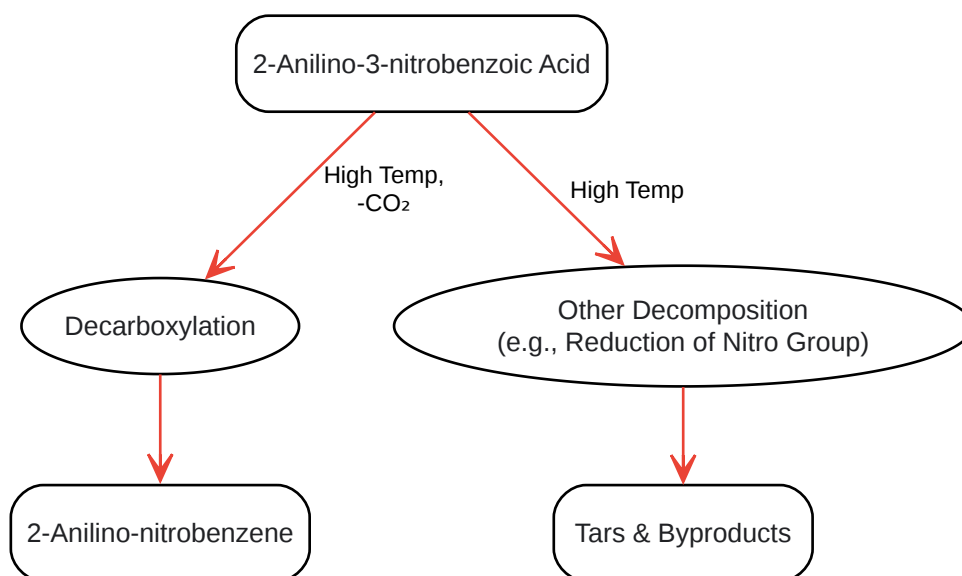 2-Anilino-3-nitrobenzoic Acid
High Temp,
-CO₂
High Temp
Decarboxylation
Other Decomposition
(e.g., Reduction of Nitro Group)
2-Anilino-nitrobenzene
Tars & Byproducts